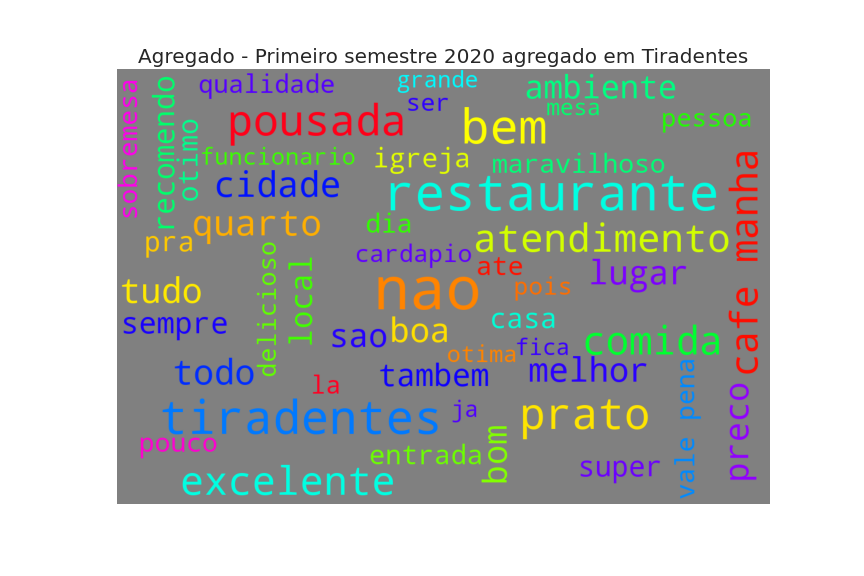 Agregado - Primeiro semestre 2020 agregado em Tiradentes
sobremesa
recomendo
otimo
qualidade
grande
ser
ambiente
mesa
pessoa
pousada
bem
funcionario
igreja
maravilhoso
cidade
restaurante
cafe manha
quarto
dia
pra
atendimento
cardapio
ate
lugar
delicioso
local
tudo
nao
pois
sempre
sao
boa
casa
comida
otima
fica
todo
la
tambem
melhor
vale pena
preco
tiradentes
ja
prato
pouco
entrada
bom
super
excelente